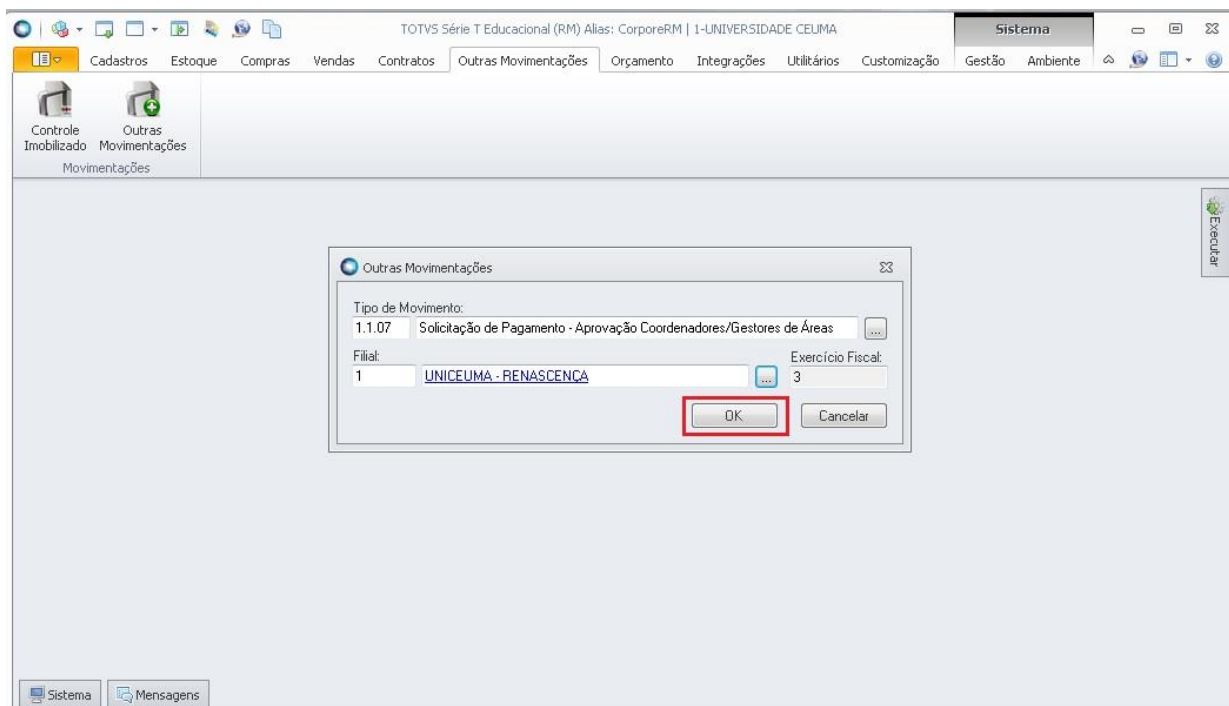 TOTVS Série T Educacional (RM) Alias: CorporeRM | 1-UNIVERSIDADE CEUMA
Sistema
Cadastros Estoque Compras Vendas Contratos Outras Movimentações Orçamento Integrações Utilitários Customização Gestão Ambiente
Controle Imobilizado
Outras Movimentações
Movimentações
Executar
Outras Movimentações
Tipo de Movimento:
1.1.07 Solicitação de Pagamento - Aprovação Coordenadores/Gestores de Áreas ...
Filial: Exercício Fiscal:
1 UNICEUMA - RENASCENÇA ... 3
OK Cancelar
Sistema Mensagens